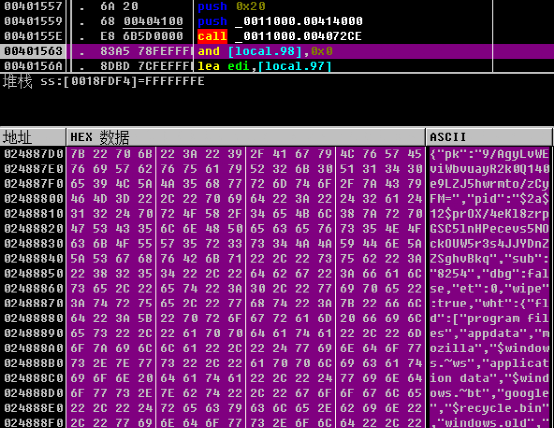 00401557 . 6A 20 push 0x20
00401559 . 68 00404100 push _0011000.00414000
0040155E . E8 6B5D0000 call _0011000.004072CE
00401563 . 83A5 78FEFFFF and [local.98],0x0
0040156A . 8DBD 7CFEFFFF lea edi,[local.97]
堆栈 ss:[0018FDF4]=FFFFFFFE
地址 HEX 数据 ASCII
024887D0 7B 22 70 6B 22 3A 22 39 2F 41 67 79 4C 76 57 45 {"pk":"9/AgyLvWE
024887E0 76 69 57 62 76 75 61 79 52 32 6B 30 51 31 34 30 viWbvuayR2k0Q140
024887F0 65 39 4C 5A 4A 35 68 77 72 6D 74 6F 2F 7A 43 79 e9LZJ5hwrmto/zCy
02488800 46 4D 3D 22 2C 22 70 69 64 22 3A 22 24 32 61 24 FM=","pid":"$2a$
02488810 31 32 24 70 72 4F 58 2F 34 65 4B 6C 38 7A 72 70 12$prOX/4eKl8zrp
02488820 47 53 43 35 6C 6E 48 50 65 63 65 76 73 35 4E 4F GSC5lnHPecevs5NO
02488830 63 6B 4F 55 57 35 72 33 73 34 4A 4A 59 44 6E 5A ckOUW5r3s4JJYDnZ
02488840 5A 53 67 68 76 42 6B 71 22 2C 22 73 75 62 22 3A ZSghvBkq","sub":
02488850 22 38 32 35 34 22 2C 22 64 62 67 22 3A 66 61 6C "8254","dbg":fal
02488860 73 65 2C 22 65 74 22 3A 30 2C 22 77 69 70 65 22 se,"et":0,"wipe"
02488870 3A 74 72 75 65 2C 22 77 68 74 22 3A 7B 22 66 6C :true,"wht":{"fl
02488880 64 22 3A 5B 22 70 72 6F 67 72 61 6D 20 66 69 6C d":["program fil
02488890 65 73 22 2C 22 61 70 70 64 61 74 61 22 2C 22 6D es","appdata","m
024888A0 6F 7A 69 6C 6C 61 22 2C 22 24 77 69 6E 64 6F 77 ozilla","$window
024888B0 73 2E 7E 77 73 22 2C 22 61 70 70 6C 69 63 61 74 s.~ws","applicat
024888C0 69 6F 6E 20 64 61 74 61 22 2C 22 24 77 69 6E 64 ion data","$wind
024888D0 6F 77 73 2E 7E 62 74 22 2C 22 67 6F 6F 67 6C 65 ows.~bt","google
024888E0 22 2C 22 24 72 65 63 79 63 6C 65 2E 62 69 6E 22 ","$recycle.bin"
024888F0 2C 22 77 69 6E 64 6F 77 73 2E 6F 6C 64 22 2C 22 ,"windows.old","